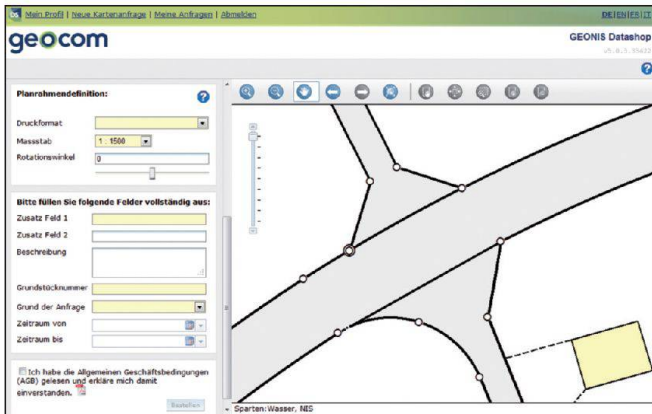 Mein Profil | Neue Kartenanfrage | Meine Anfragen | Abmelden
DE|EN|FR|IT
geocom
GEONIS Datashop
Planrahmendefinition:
Druckformat
Massstab
1 : 1500
Rotationswinkel
0
Bitte füllen Sie folgende Felder vollständig aus:
Zusatz Feld 1
Zusatz Feld 2
Beschreibung
Grundstücknummer
Grund der Anfrage
Zeitraum von
Zeitraum bis
Ich habe die Allgemeinen Geschäftsbedingungen
(AGB) gelesen und erkläre mich damit
einverstanden.
Bestellen
Sparten: Wasser, NIS